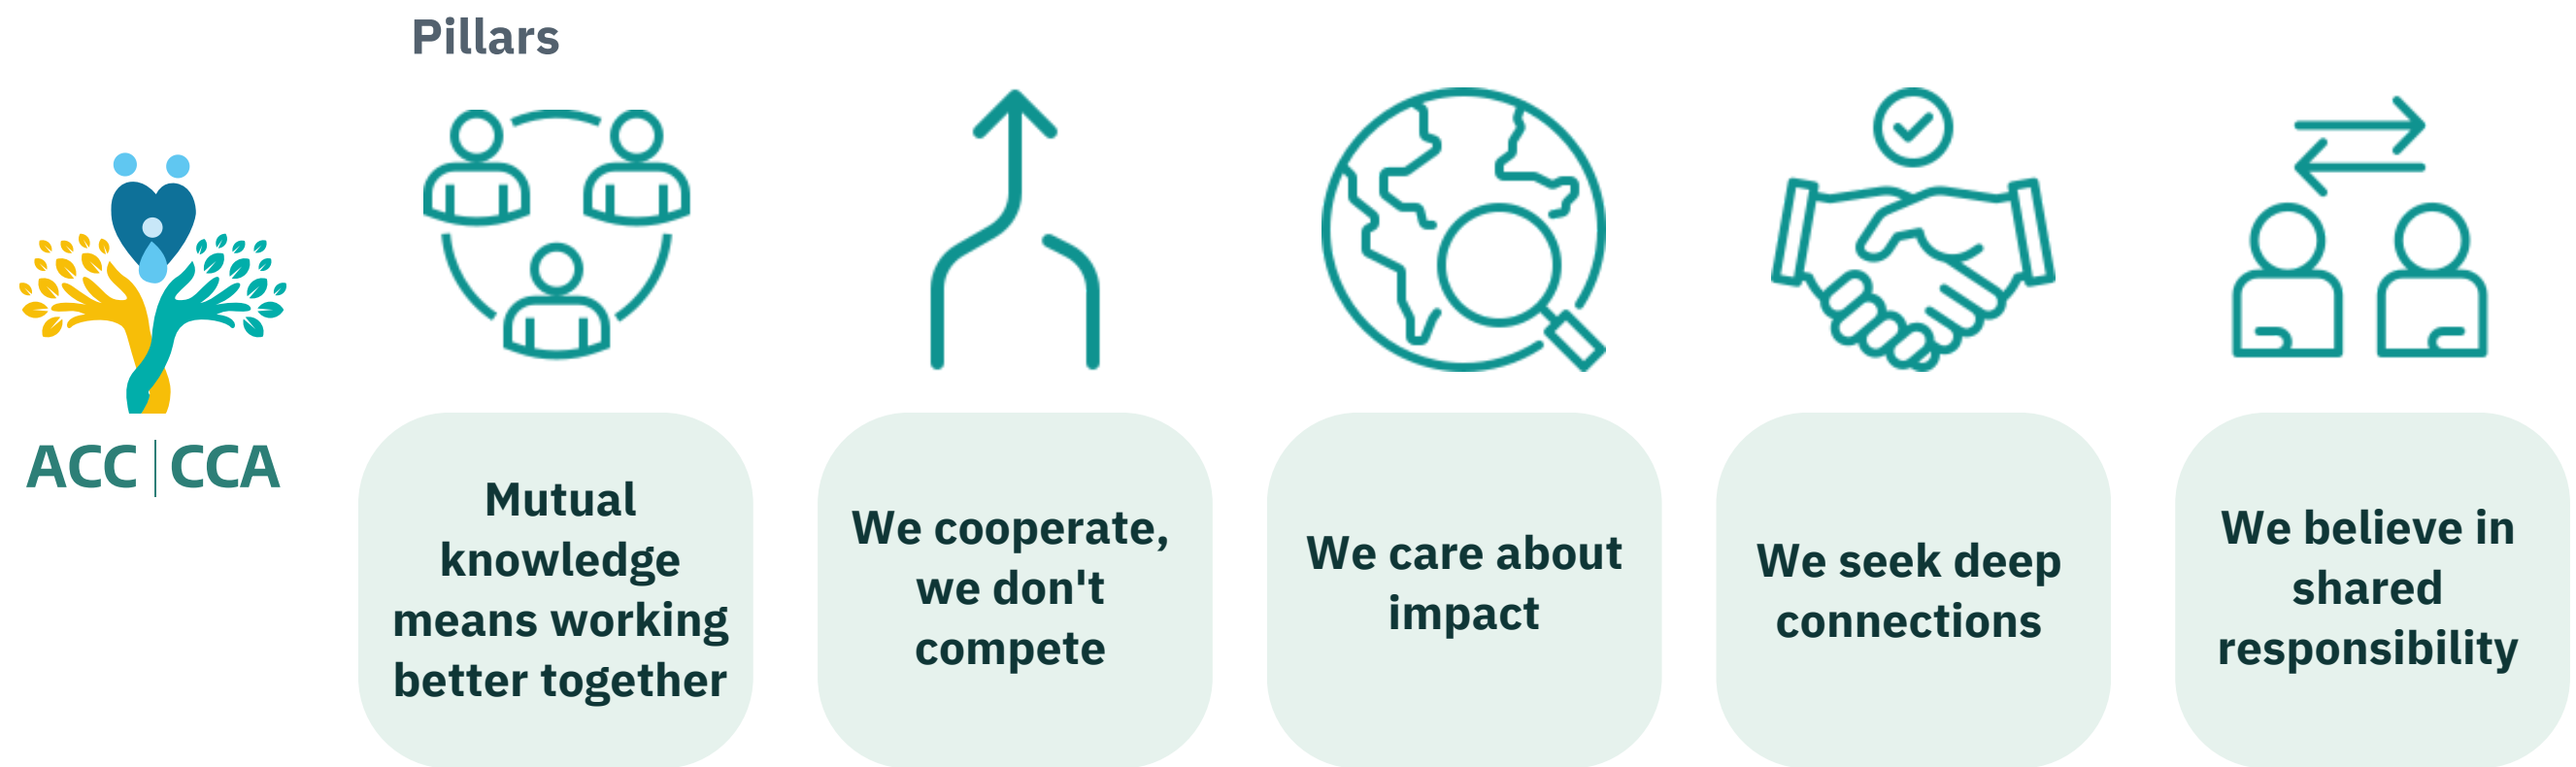 Pillars
ACC | CCA
Mutual
knowledge
means working
better together
We cooperate,
we don't
compete
We care about
impact
We seek deep
connections
We believe in
shared
responsibility